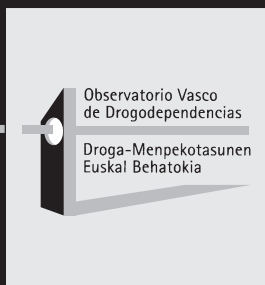 Observatorio Vasco
de Drogodependencias
Droga-Menpekotasunen
Euskal Behatokia